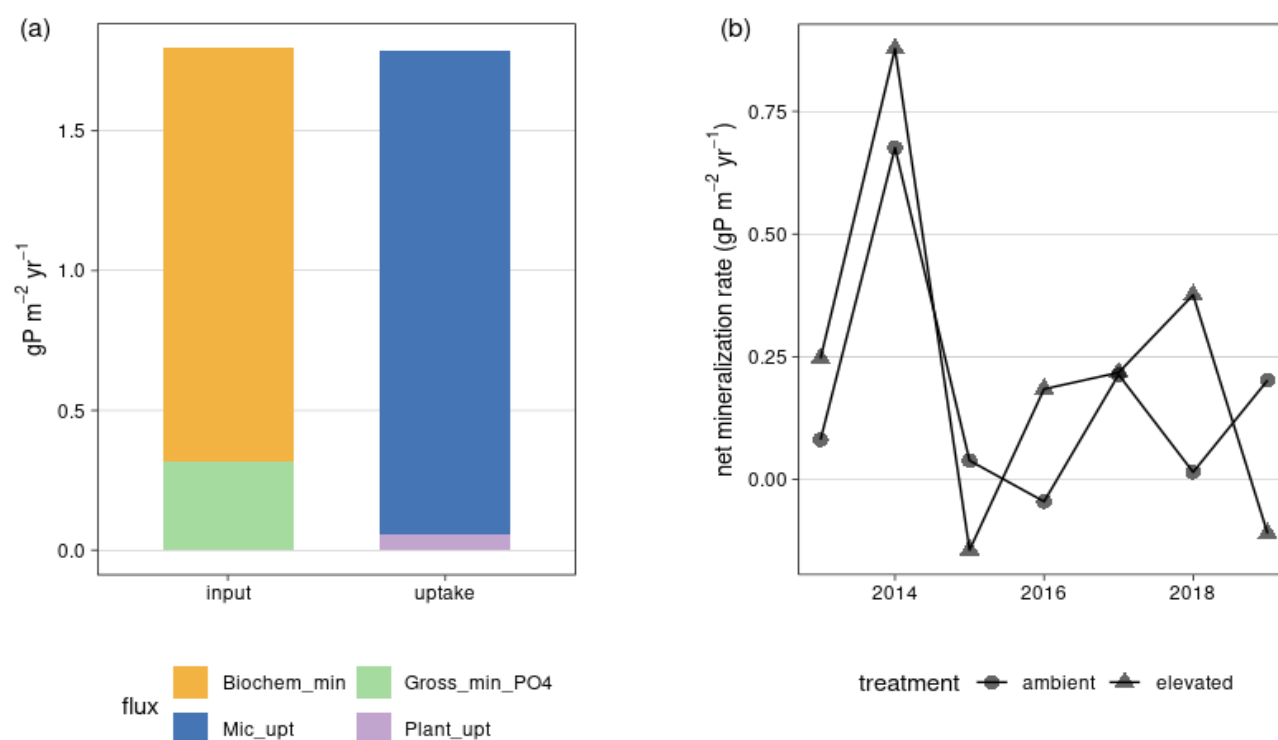 (a)
gP m⁻² yr⁻¹
1.5
1.0
0.5
0.0
input uptake
flux
Biochem_min Gross_min_PO4
Mic_upt Plant_upt
(b)
net mineralization rate (gP m⁻² yr⁻¹)
0.75
0.50
0.25
0.00
2014 2016 2018
treatment ambient elevated